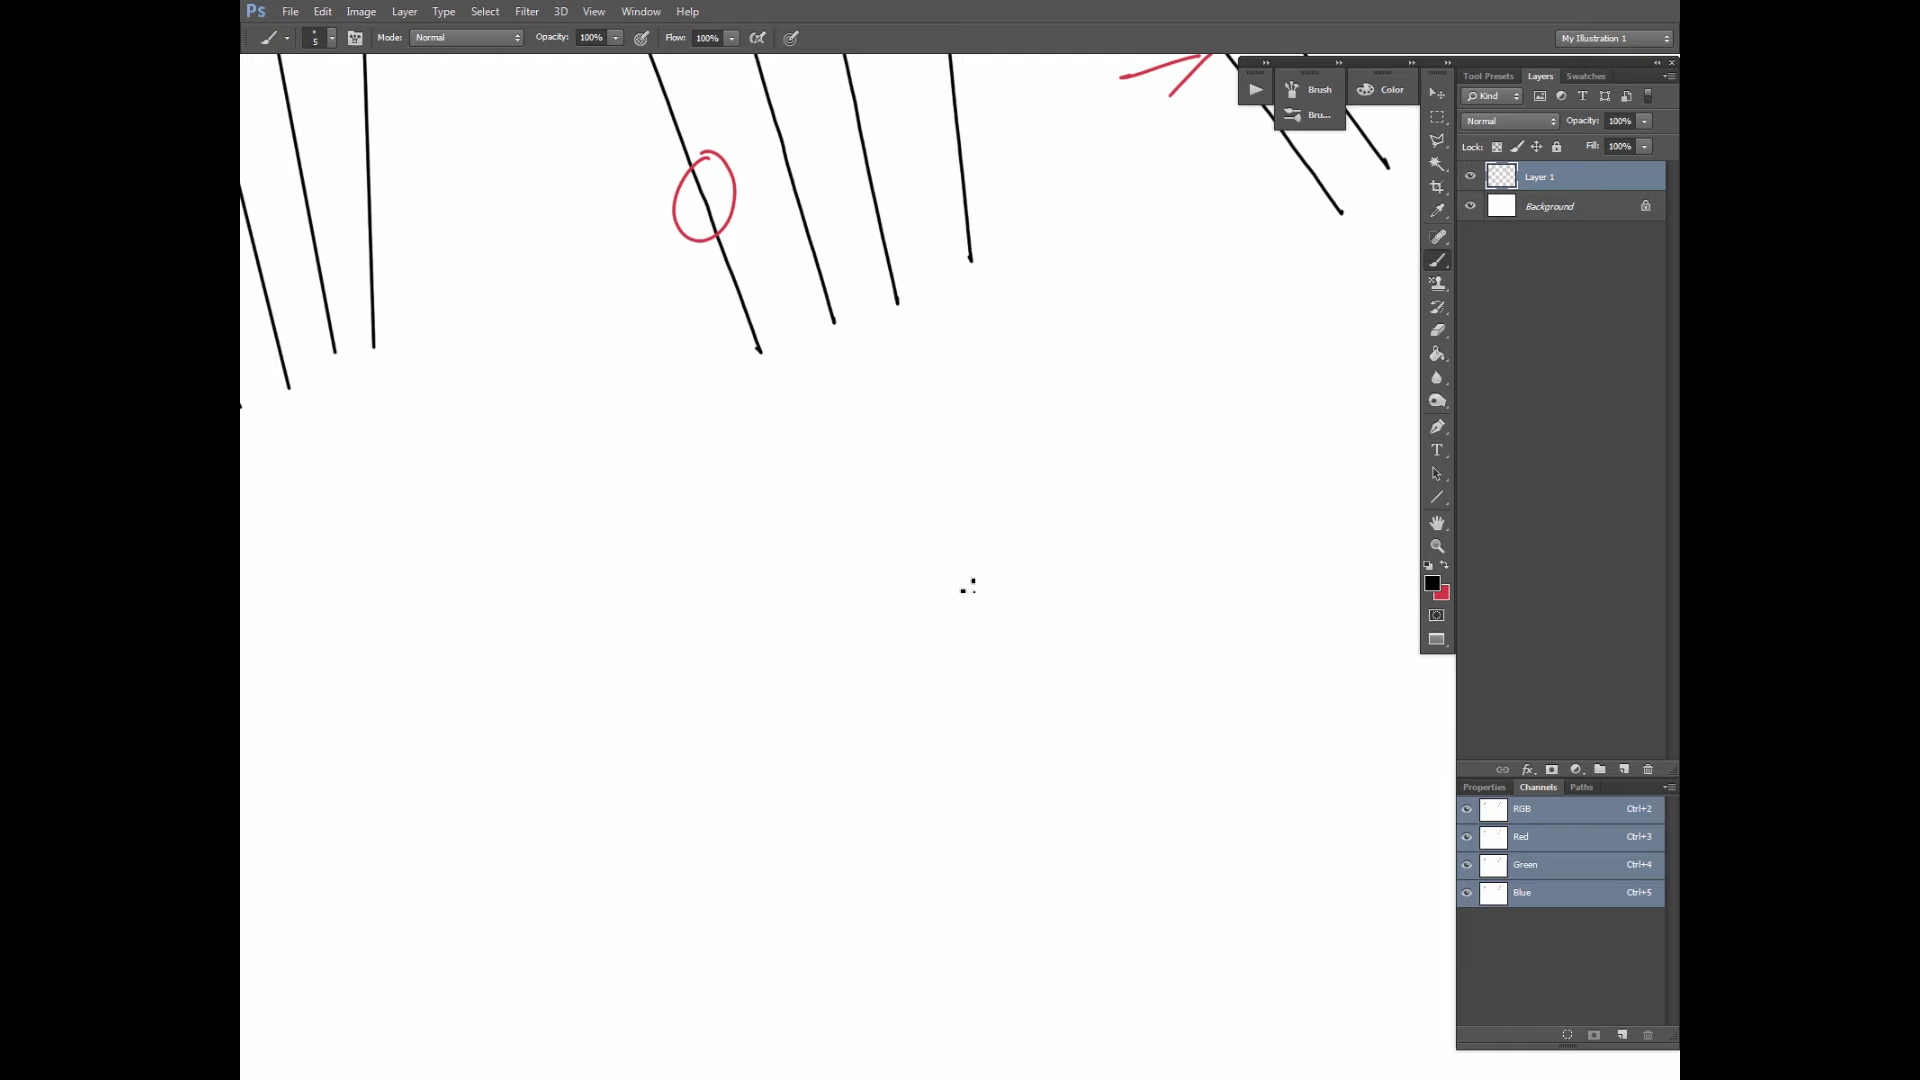 Ps File Edit Image Layer Type Select Filter 3D View Window Help
5 Mode: Normal Opacity: 100% Flow: 100% My Illustration 1
Tool Presets Layers Swatches
Brush Color
Kind
Bru...
Normal Opacity: 100%
Lock: Fill: 100%
Layer 1
Background
T
fx
Properties Channels Paths
RGB Ctrl+2
Red Ctrl+3
Green Ctrl+4
Blue Ctrl+5